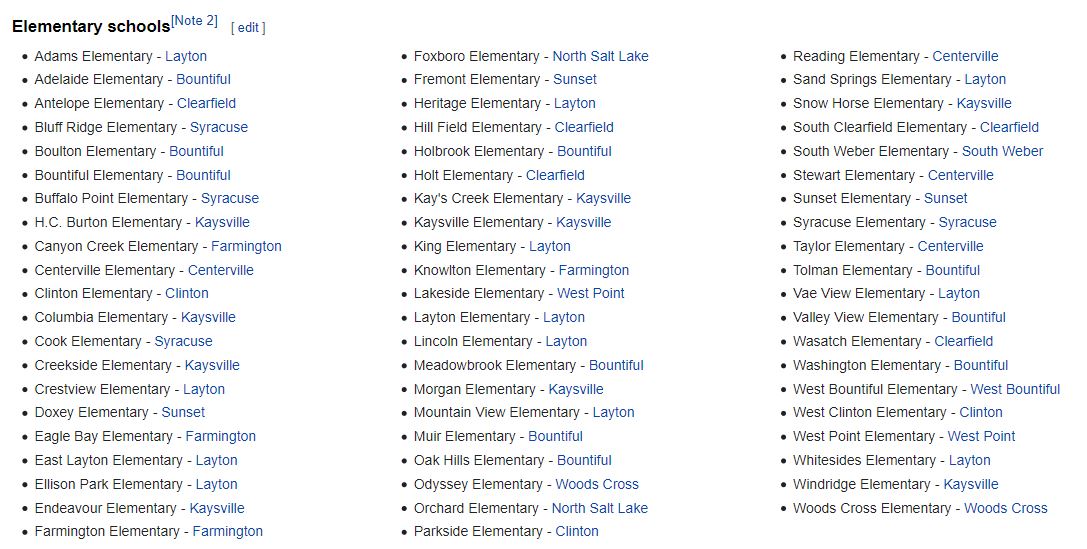 Elementary schools[Note 2] [ edit ]
Adams Elementary - Layton
Adelaide Elementary - Bountiful
Antelope Elementary - Clearfield
Bluff Ridge Elementary - Syracuse
Boulton Elementary - Bountiful
Bountiful Elementary - Bountiful
Buffalo Point Elementary - Syracuse
H.C. Burton Elementary - Kaysville
Canyon Creek Elementary - Farmington
Centerville Elementary - Centerville
Clinton Elementary - Clinton
Columbia Elementary - Kaysville
Cook Elementary - Syracuse
Creekside Elementary - Kaysville
Crestview Elementary - Layton
Doxey Elementary - Sunset
Eagle Bay Elementary - Farmington
East Layton Elementary - Layton
Ellison Park Elementary - Layton
Endeavour Elementary - Kaysville
Farmington Elementary - Farmington
Foxboro Elementary - North Salt Lake
Fremont Elementary - Sunset
Heritage Elementary - Layton
Hill Field Elementary - Clearfield
Holbrook Elementary - Bountiful
Holt Elementary - Clearfield
Kay's Creek Elementary - Kaysville
Kaysville Elementary - Kaysville
King Elementary - Layton
Knowlton Elementary - Farmington
Lakeside Elementary - West Point
Layton Elementary - Layton
Lincoln Elementary - Layton
Meadowbrook Elementary - Bountiful
Morgan Elementary - Kaysville
Mountain View Elementary - Layton
Muir Elementary - Bountiful
Oak Hills Elementary - Bountiful
Odyssey Elementary - Woods Cross
Orchard Elementary - North Salt Lake
Parkside Elementary - Clinton
Reading Elementary - Centerville
Sand Springs Elementary - Layton
Snow Horse Elementary - Kaysville
South Clearfield Elementary - Clearfield
South Weber Elementary - South Weber
Stewart Elementary - Centerville
Sunset Elementary - Sunset
Syracuse Elementary - Syracuse
Taylor Elementary - Centerville
Tolman Elementary - Bountiful
Vae View Elementary - Layton
Valley View Elementary - Bountiful
Wasatch Elementary - Clearfield
Washington Elementary - Bountiful
West Bountiful Elementary - West Bountiful
West Clinton Elementary - Clinton
West Point Elementary - West Point
Whitesides Elementary - Layton
Windridge Elementary - Kaysville
Woods Cross Elementary - Woods Cross